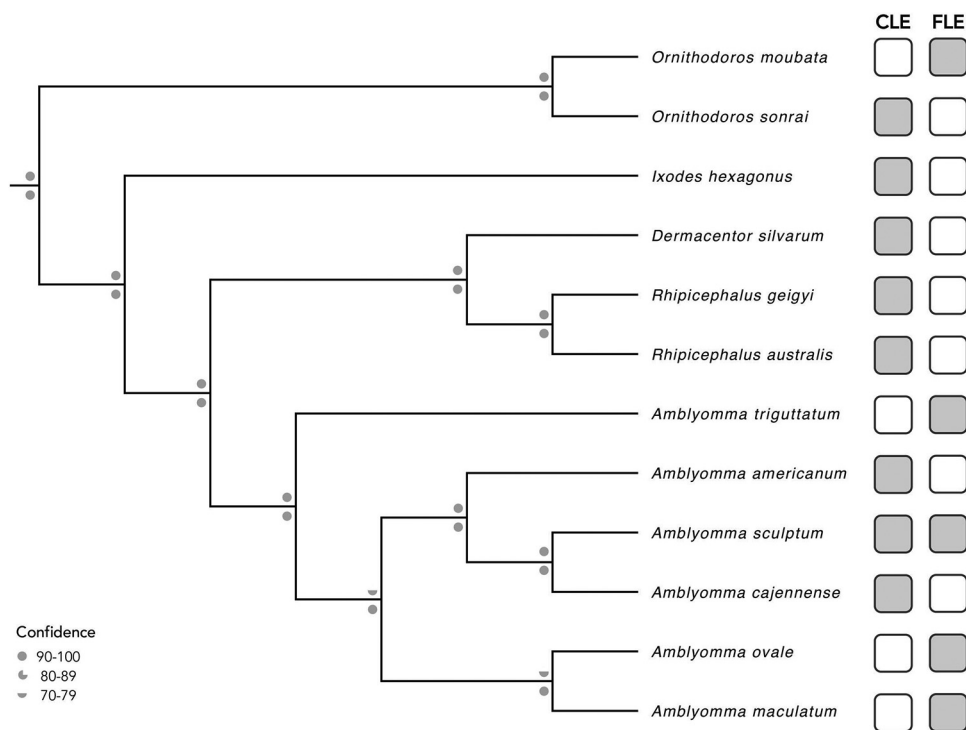 CLE FLE
Ornithodoros moubata
Ornithodoros sonrai
Ixodes hexagonus
Dermacentor silvarum
Rhipicephalus geigyi
Rhipicephalus australis
Amblyomma triguttatum
Amblyomma americanum
Amblyomma sculptum
Amblyomma cajennense
Amblyomma ovale
Amblyomma maculatum
Confidence
90-100
80-89
70-79